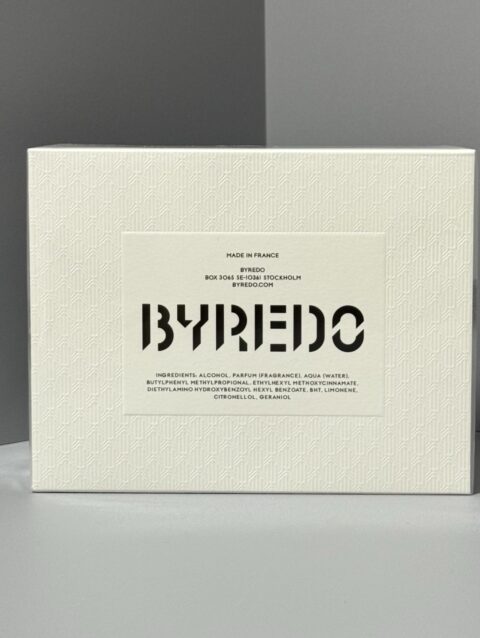 MADE IN FRANCE
BYREDO
BOX 3065 SE-10361 STOCKHOLM
BYREDO.COM
BYREDO
INGREDIENTS: ALCOHOL, PARFUM (FRAGRANCE), AQUA (WATER),
BUTYLPHENYL METHYLPROPIONAL, ETHYLHEXYL METHOXYCINNAMATE,
DIETHYLAMINO HYDROXYBENZOYL HEXYL BENZOATE, BHT, LIMONENE,
CITRONELLOL, GERANIOL